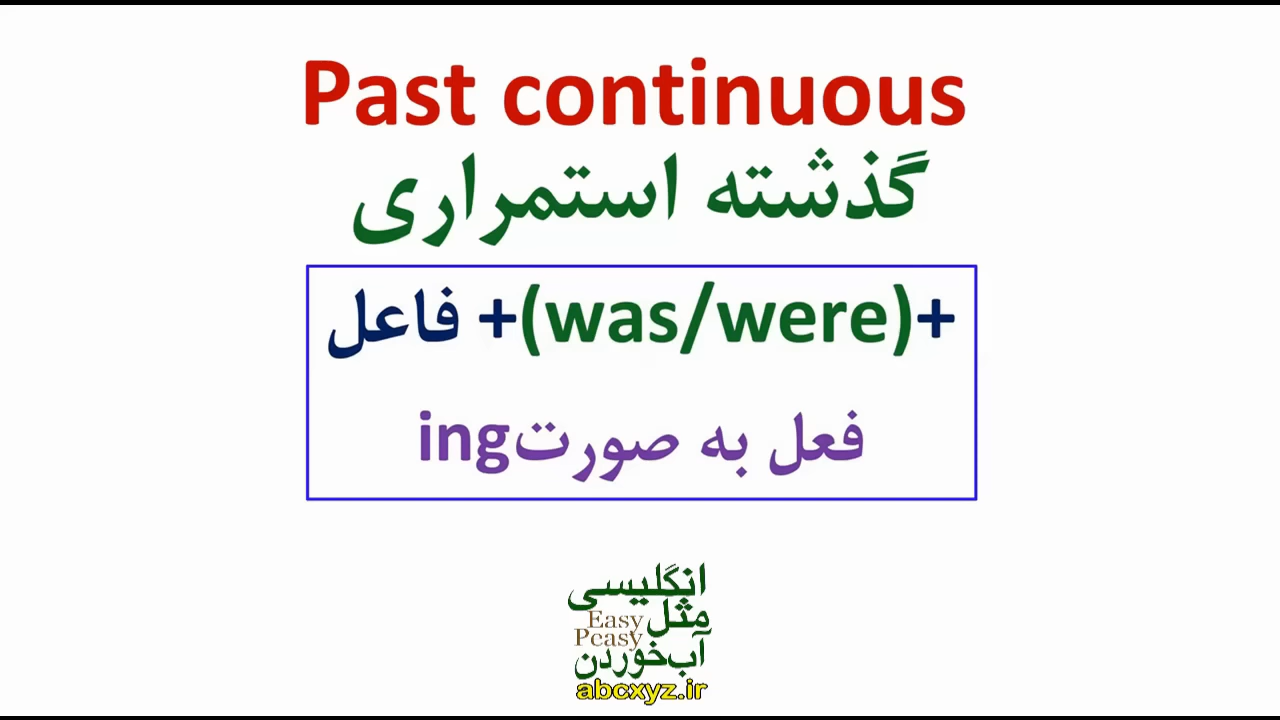 Past continuous
گذشته استمراری
فاعل +(was/were)+
فعل به صورتing
انگلیسی
مثل
Easy
Peasy
آب‌خوردن
abcxyz.ir